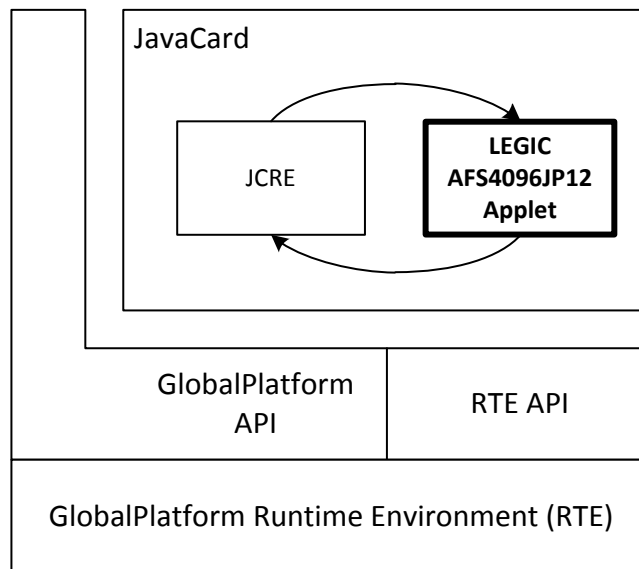 JavaCard
JCRE
LEGIC
AFS4096JP12
Applet
GlobalPlatform
API
RTE API
GlobalPlatform Runtime Environment (RTE)